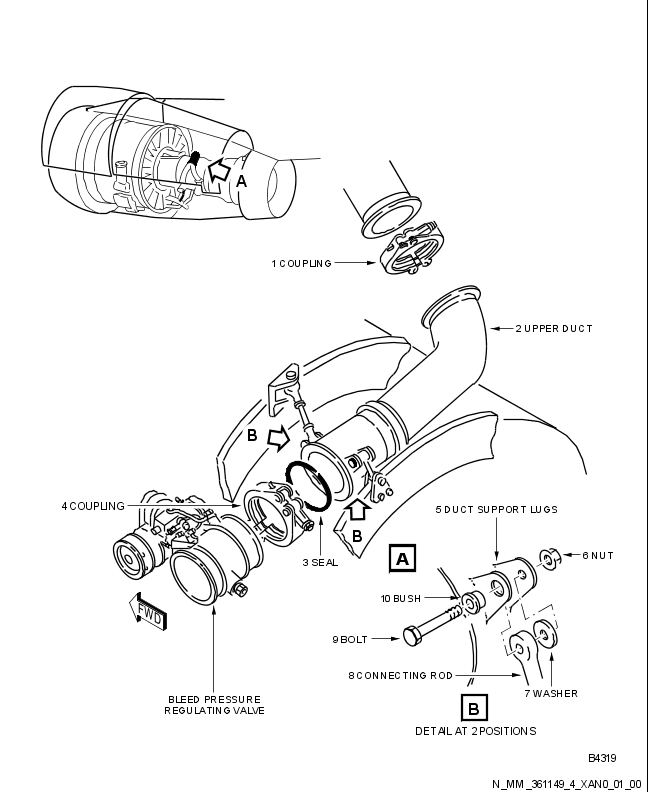 A
1 COUPLING
2 UPPER DUCT
B
4 COUPLING
5 DUCT SUPPORT LUGS
B
3 SEAL
A
6 NUT
10 BUSH
FWD
9 BOLT
8 CONNECTING ROD
7 WASHER
BLEED PRESSURE
REGULATING VALVE
B
DETAIL AT 2 POSITIONS
B4319
N_MM_361149_4_XAN0_01_00